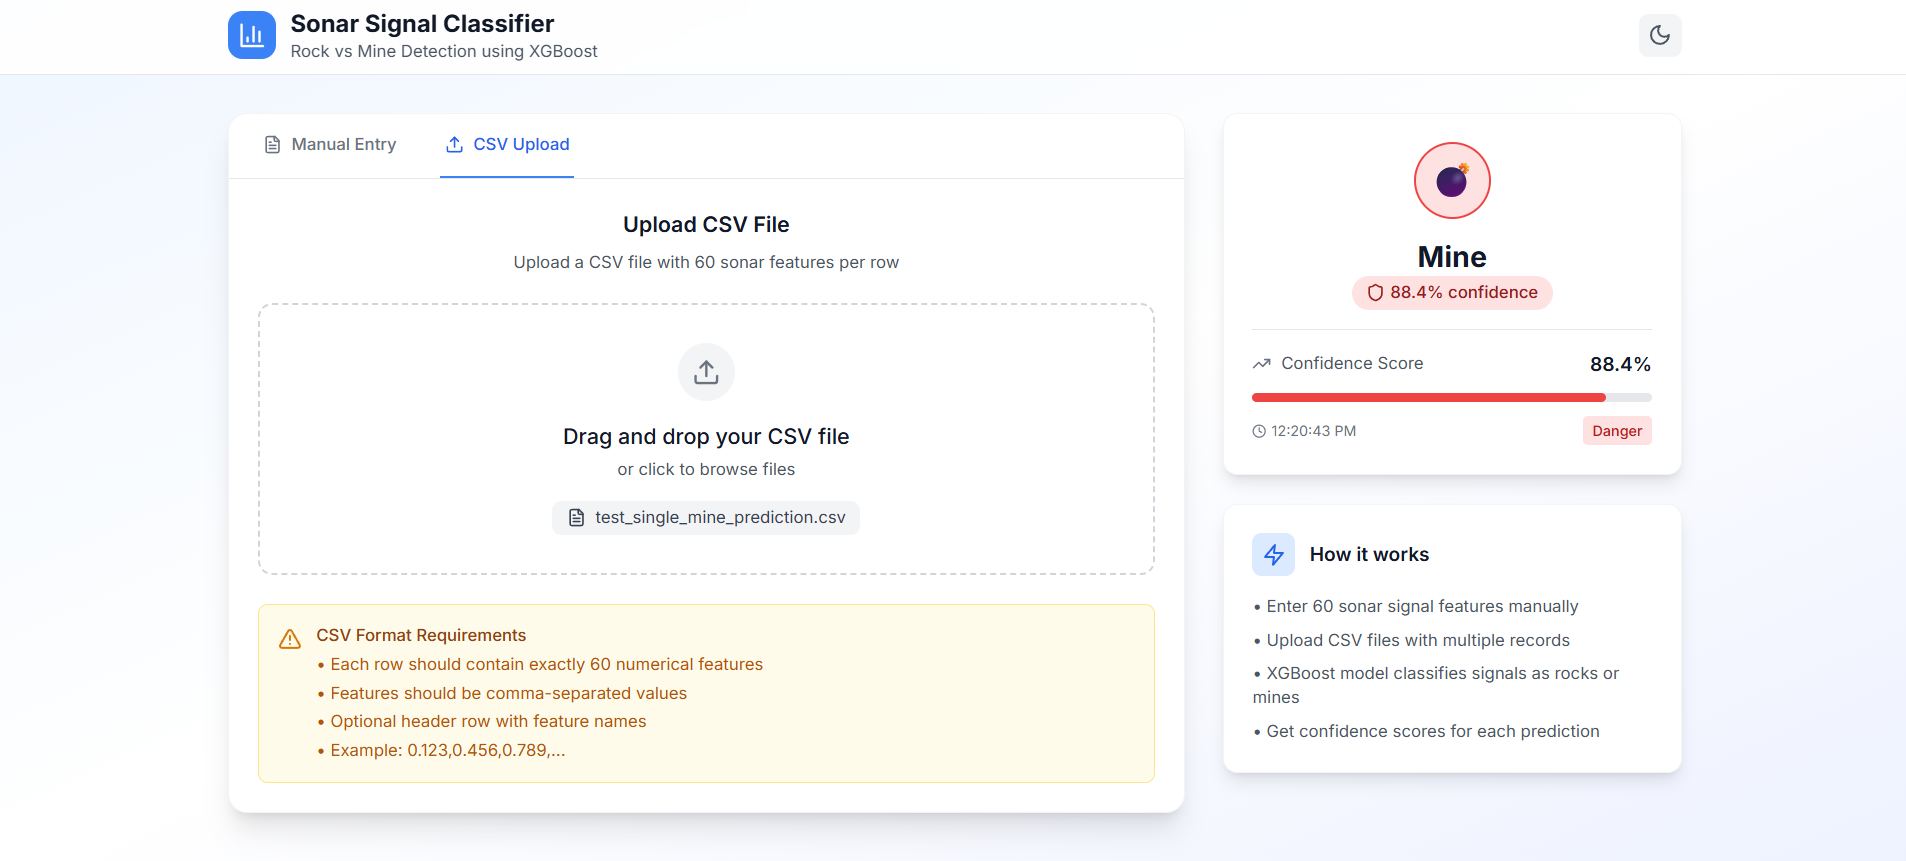 Sonar Signal Classifier
Rock vs Mine Detection using XGBoost
Manual Entry
CSV Upload
Upload CSV File
Upload a CSV file with 60 sonar features per row
Drag and drop your CSV file
or click to browse files
test_single_mine_prediction.csv
CSV Format Requirements
• Each row should contain exactly 60 numerical features
• Features should be comma-separated values
• Optional header row with feature names
• Example: 0.123,0.456,0.789,...
Mine
88.4% confidence
Confidence Score
88.4%
12:20:43 PM
Danger
How it works
• Enter 60 sonar signal features manually
• Upload CSV files with multiple records
• XGBoost model classifies signals as rocks or
mines
• Get confidence scores for each prediction